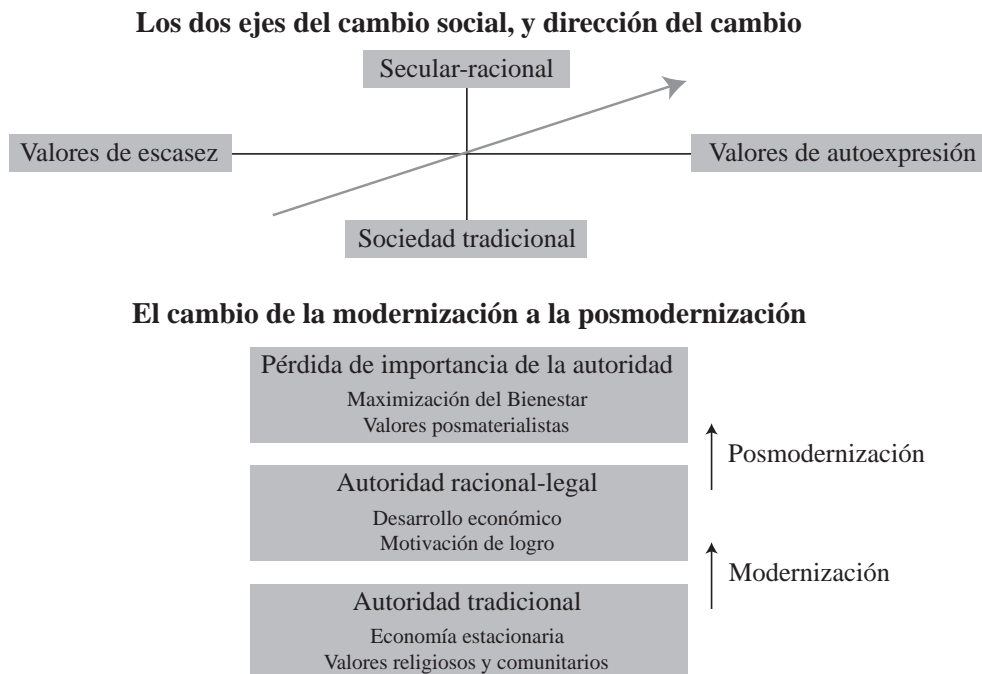 Los dos ejes del cambio social, y dirección del cambio
Secular-racional
Valores de escasez
Valores de autoexpresión
Sociedad tradicional
El cambio de la modernización a la posmodernización
Pérdida de importancia de la autoridad
Maximización del Bienestar
Valores posmaterialistas
Posmodernización
Autoridad racional-legal
Desarrollo económico
Motivación de logro
Modernización
Autoridad tradicional
Economía estacionaria
Valores religiosos y comunitarios